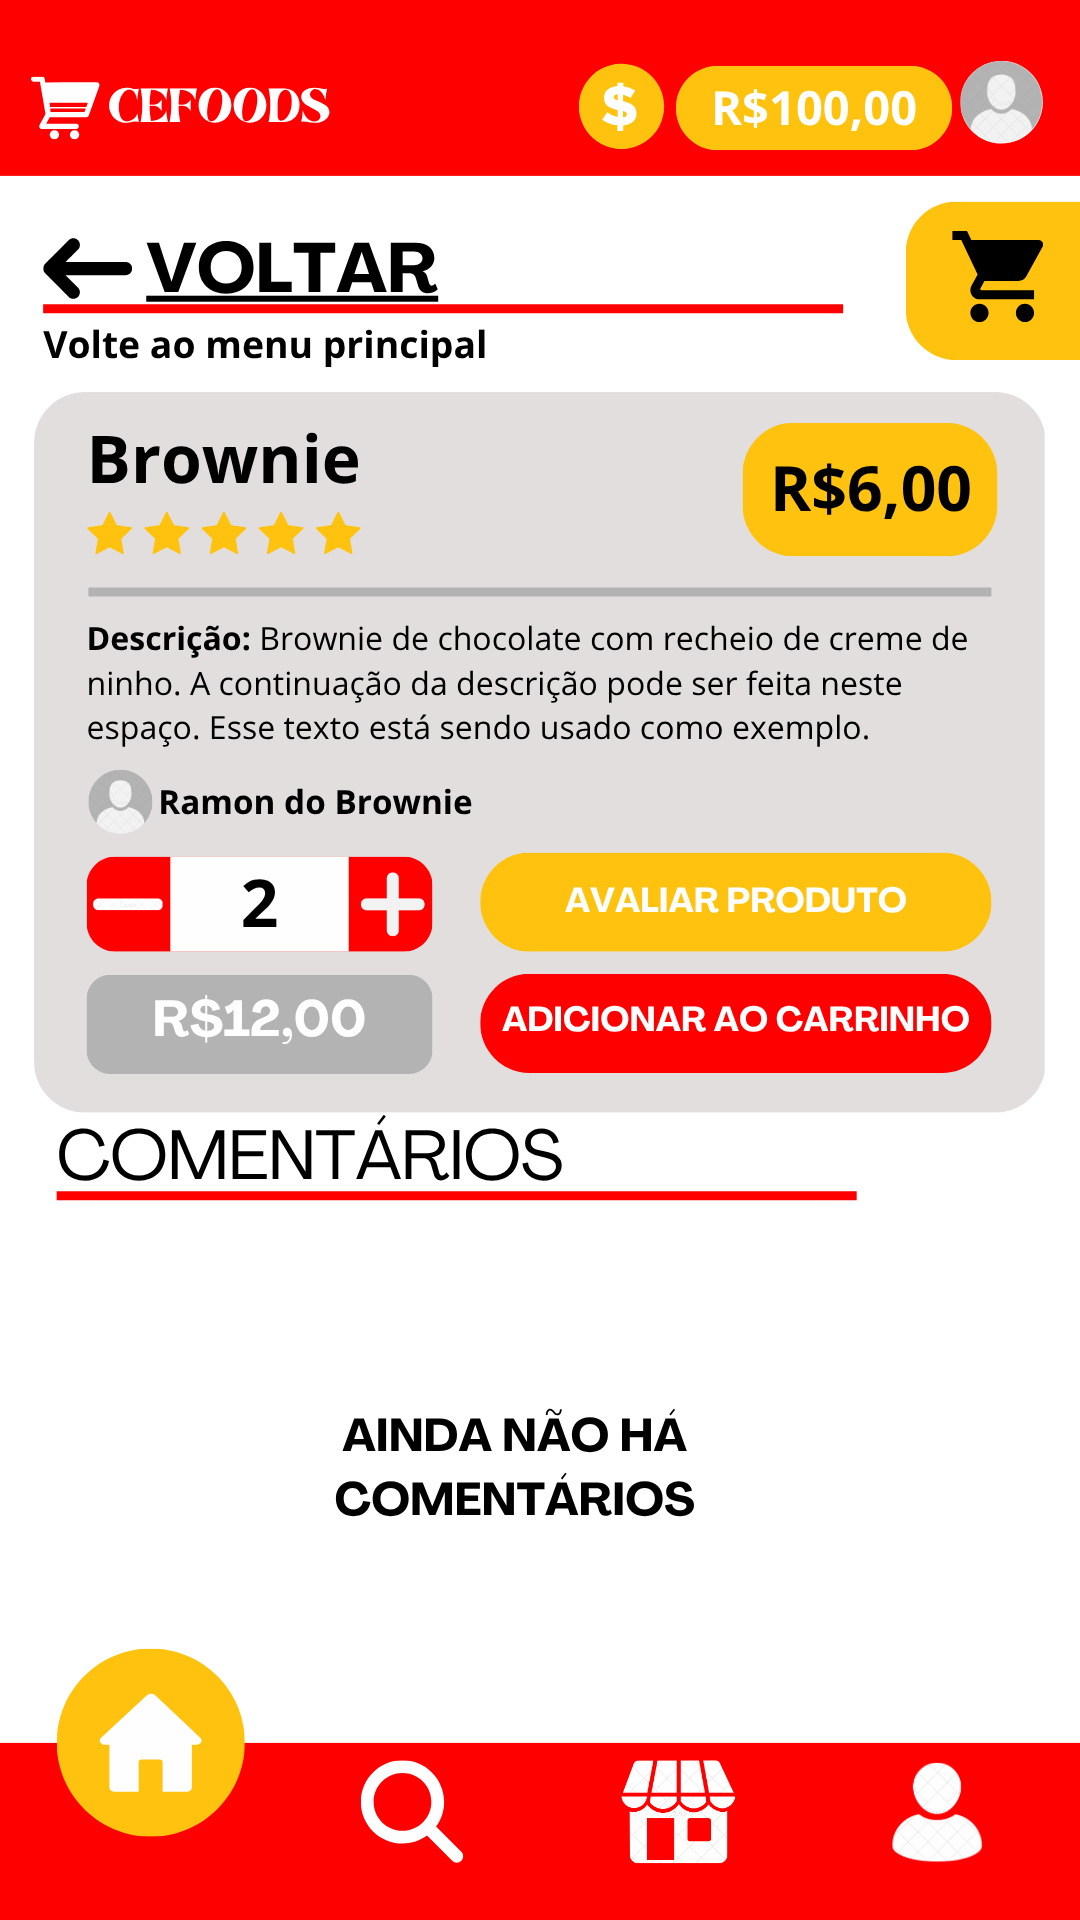 CEFOODS
$
R$100,00
VOLTAR
Volte ao menu principal
Brownie
R$6,00
Descrição: Brownie de chocolate com recheio de creme de
ninho. A continuação da descrição pode ser feita neste
espaço. Esse texto está sendo usado como exemplo.
Ramon do Brownie
2
AVALIAR PRODUTO
R$12,00
ADICIONAR AO CARRINHO
COMENTÁRIOS
AINDA NÃO HÁ
COMENTÁRIOS